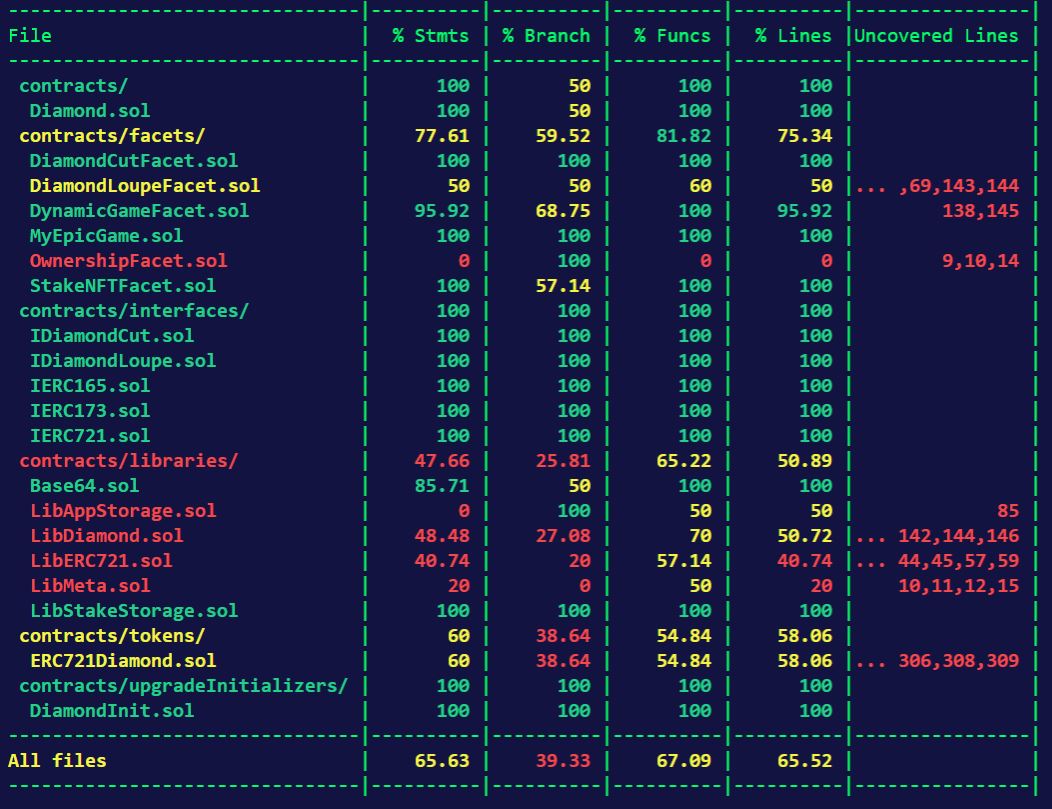 ---------------------------------|----------|----------|----------|----------|----------------|
File                             |  % Stmts | % Branch |  % Funcs |  % Lines |Uncovered Lines |
---------------------------------|----------|----------|----------|----------|----------------|
 contracts/                      |      100 |       50 |      100 |      100 |                |
  Diamond.sol                    |      100 |       50 |      100 |      100 |                |
 contracts/facets/               |    77.61 |    59.52 |    81.82 |    75.34 |                |
  DiamondCutFacet.sol            |      100 |      100 |      100 |      100 |                |
  DiamondLoupeFacet.sol          |       50 |       50 |       60 |       50 |... ,69,143,144 |
  DynamicGameFacet.sol           |    95.92 |    68.75 |      100 |    95.92 |        138,145 |
  MyEpicGame.sol                 |      100 |      100 |      100 |      100 |                |
  OwnershipFacet.sol             |        0 |      100 |        0 |        0 |        9,10,14 |
  StakeNFTFacet.sol              |      100 |    57.14 |      100 |      100 |                |
 contracts/interfaces/           |      100 |      100 |      100 |      100 |                |
  IDiamondCut.sol                |      100 |      100 |      100 |      100 |                |
  IDiamondLoupe.sol              |      100 |      100 |      100 |      100 |                |
  IERC165.sol                    |      100 |      100 |      100 |      100 |                |
  IERC173.sol                    |      100 |      100 |      100 |      100 |                |
  IERC721.sol                    |      100 |      100 |      100 |      100 |                |
 contracts/libraries/            |    47.66 |    25.81 |    65.22 |    50.89 |                |
  Base64.sol                     |    85.71 |       50 |      100 |      100 |                |
  LibAppStorage.sol              |        0 |      100 |       50 |       50 |             85 |
  LibDiamond.sol                 |    48.48 |    27.08 |       70 |    50.72 |... 142,144,146 |
  LibERC721.sol                  |    40.74 |       20 |    57.14 |    40.74 |... 44,45,57,59 |
  LibMeta.sol                    |       20 |        0 |       50 |       20 |    10,11,12,15 |
  LibStakeStorage.sol            |      100 |      100 |      100 |      100 |                |
 contracts/tokens/               |       60 |    38.64 |    54.84 |    58.06 |                |
  ERC721Diamond.sol              |       60 |    38.64 |    54.84 |    58.06 |... 306,308,309 |
 contracts/upgradeInitializers/  |      100 |      100 |      100 |      100 |                |
  DiamondInit.sol                |      100 |      100 |      100 |      100 |                |
---------------------------------|----------|----------|----------|----------|----------------|
All files                        |    65.63 |    39.33 |    67.09 |    65.52 |                |
---------------------------------|----------|----------|----------|----------|----------------|